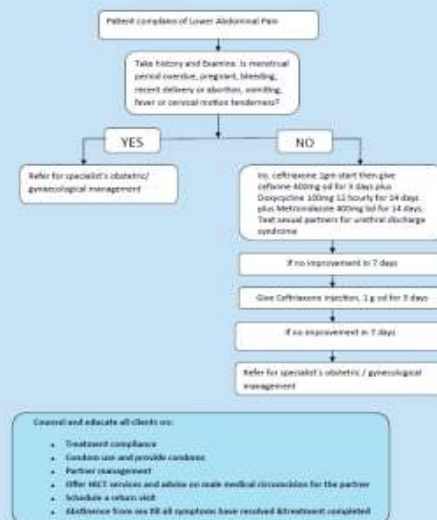 Patient complains of Lower Abdominal Pain
Take history and Examine. Is menstrual
period overdue, pregnant, bleeding,
recent delivery or abortion, vomiting,
fever or cervical motion tenderness?
YES
NO
Refer for specialist's obstetric/
gynaecological management
Inj. ceftriaxone 1gm start then give
cefixime 400mg od for 3 days plus
Doxycycline 100mg 12 hourly for 14 days
plus Metronidazole 400mg bd for 14 days.
Treat sexual partners for urethral discharge
syndrome
If no improvement in 7 days
Give Ceftriaxone injection, 1 g od for 3 days
If no improvement in 7 days
Refer for specialist's obstetric / gynecological
management
Counsel and educate all clients on:
• Treatment compliance
• Condom use and provide condoms
• Partner management
• Offer HCT services and advise on male medical circumcision for the partner
• Schedule a return visit
• Abstinence from sex till all symptoms have resolved &treatment completed